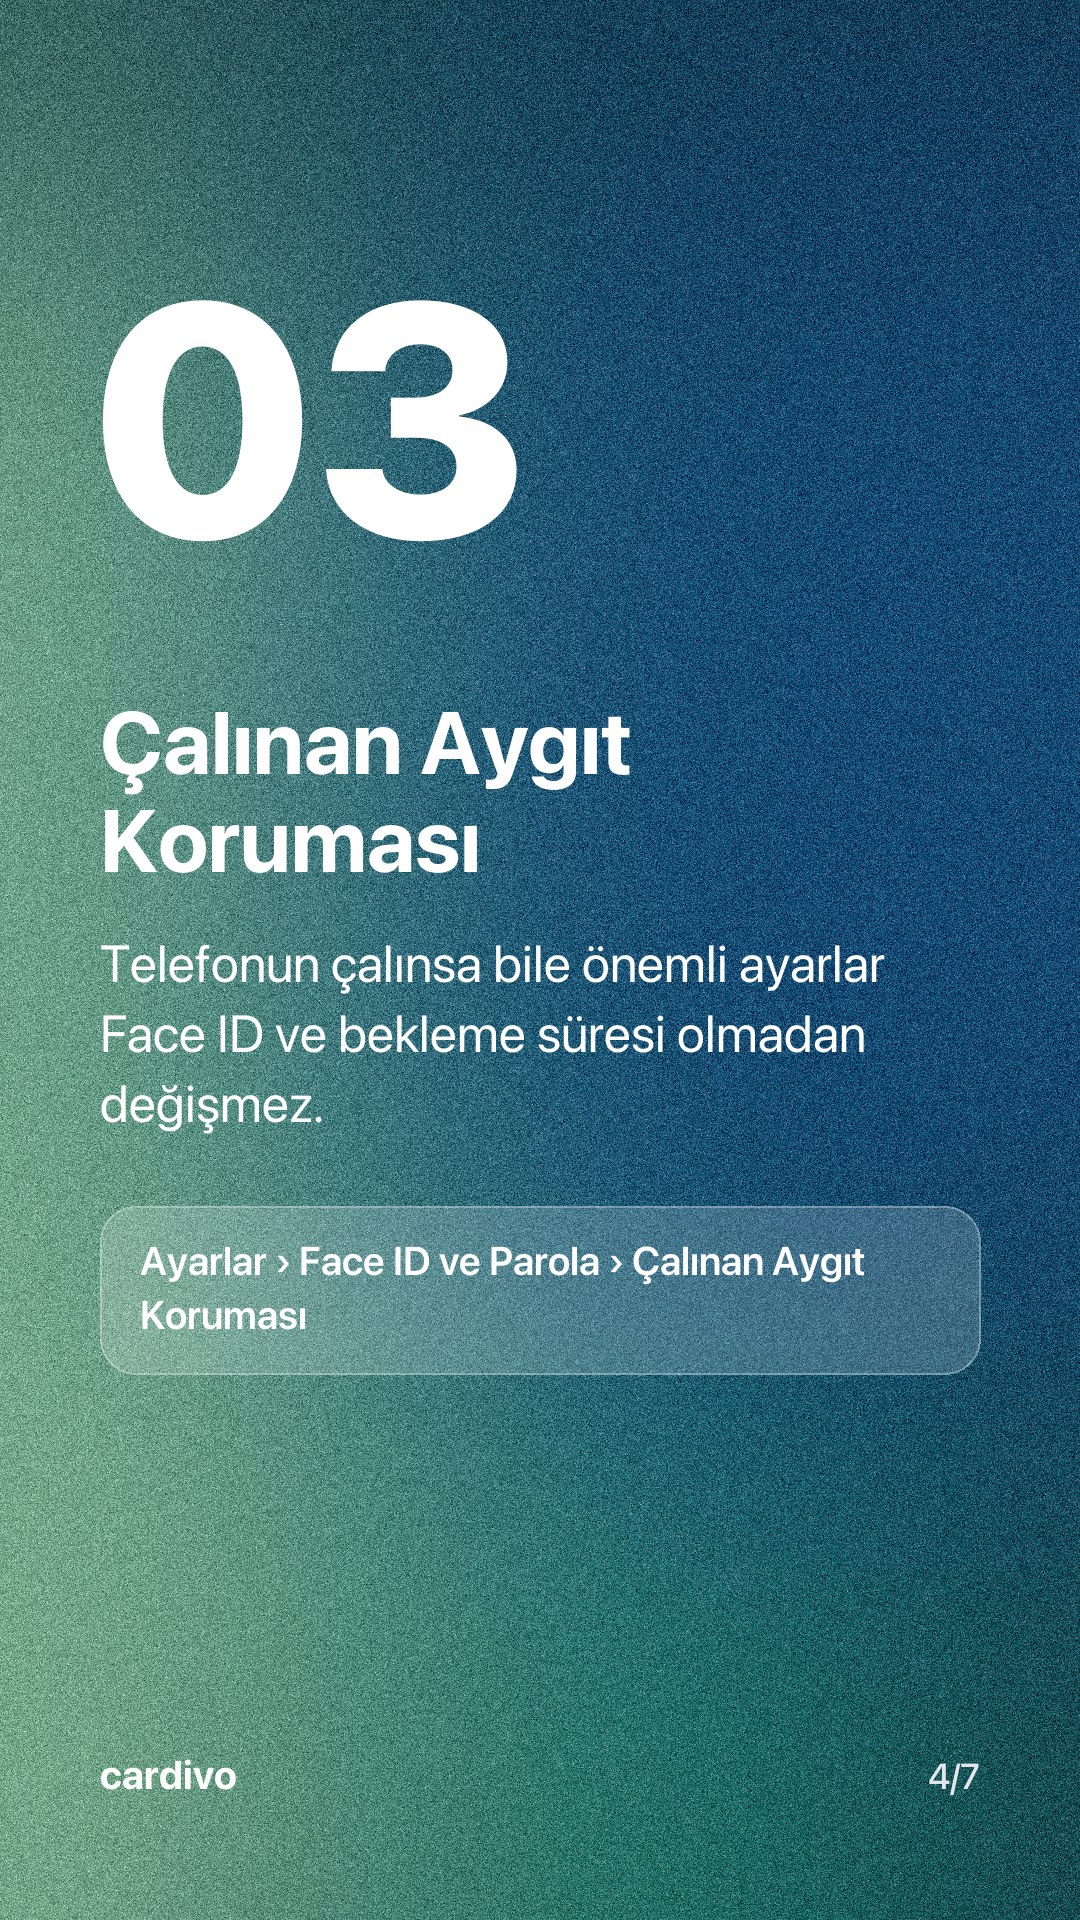 03
Çalınan Aygıt
Koruması
Telefonun çalınsa bile önemli ayarlar
Face ID ve bekleme süresi olmadan
değişmez.
Ayarlar › Face ID ve Parola › Çalınan Aygıt
Koruması
cardivo
4/7